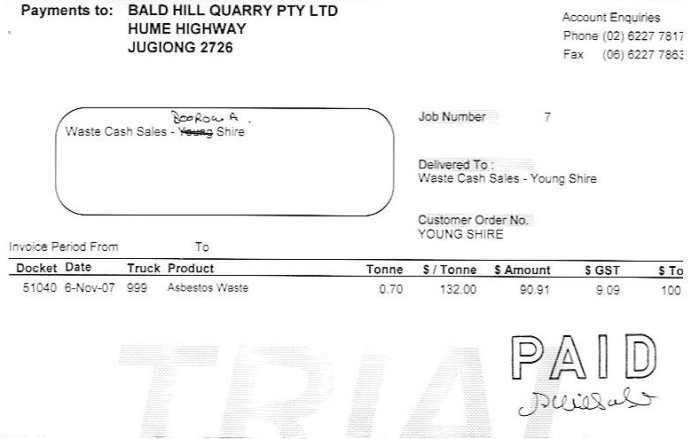 Payments to: BALD HILL QUARRY PTY LTD
HUME HIGHWAY
JUGIONG 2726
Account Enquiries
Phone (02) 6227 7817
Fax (06) 6227 7863
Boorowa.
Waste Cash Sales - Young Shire
Job Number 7
Delivered To :
Waste Cash Sales - Young Shire
Customer Order No.
YOUNG SHIRE
Invoice Period From To
Docket Date Truck Product Tonne $ / Tonne $ Amount $ GST $ To
51040 6-Nov-07 999 Asbestos Waste 0.70 132.00 90.91 9.09 100.
PAID
TRIAL